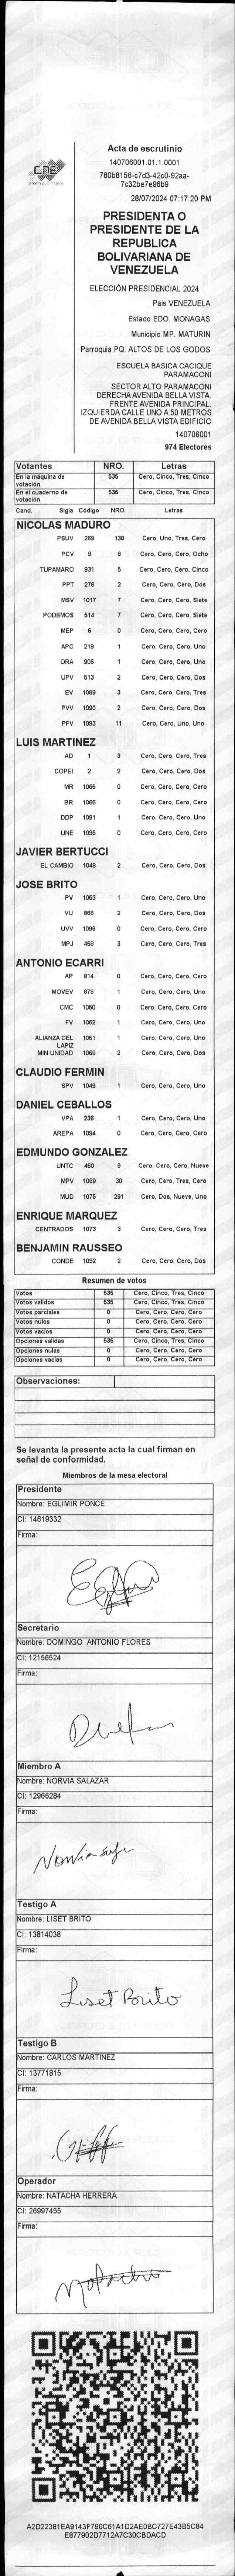 CNE
Acta de escrutinio
140706001.01.1.0001
780b8156-c7d3-42c0-92aa-
7c32be7e96b9
28/07/2024 07:17:20 PM
PRESIDENTA O
PRESIDENTE DE LA
REPUBLICA
BOLIVARIANA DE
VENEZUELA
ELECCIÓN PRESIDENCIAL 2024
Pais VENEZUELA
Estado EDO. MONAGAS
Municipio MP. MATURIN
Parroquia PQ. ALTOS DE LOS GODOS
ESCUELA BASICA CACIQUE
PARAMACONI
SECTOR ALTO PARAMACONI
DERECHA AVENIDA BELLA VISTA.
FRENTE AVENIDA PRINCIPAL.
IZQUIERDA CALLE UNO A 50 METROS
DE AVENIDA BELLA VISTA EDIFICIO
140706001
974 Electores
Votantes NRO. Letras
En la máquina de votación 535 Cero, Cinco, Tres, Cinco
En el cuaderno de votación 535 Cero, Cinco, Tres, Cinco
Cand. Sigla Código NRO. Letras
NICOLAS MADURO
PSUV 269 130 Cero, Uno, Tres, Cero
PCV 9 8 Cero, Cero, Cero, Ocho
TUPAMARO 931 5 Cero, Cero, Cero, Cinco
PPT 276 2 Cero, Cero, Cero, Dos
MSV 1017 7 Cero, Cero, Cero, Siete
PODEMOS 514 7 Cero, Cero, Cero, Siete
MEP 6 0 Cero, Cero, Cero, Cero
APC 219 1 Cero, Cero, Cero, Uno
ORA 906 1 Cero, Cero, Cero, Uno
UPV 513 2 Cero, Cero, Cero, Dos
EV 1089 3 Cero, Cero, Cero, Tres
PVV 1090 2 Cero, Cero, Cero, Dos
PFV 1093 11 Cero, Cero, Uno, Uno
LUIS MARTINEZ
AD 1 3 Cero, Cero, Cero, Tres
COPEI 2 2 Cero, Cero, Cero, Dos
MR 1065 0 Cero, Cero, Cero, Cero
BR 1066 0 Cero, Cero, Cero, Cero
DDP 1091 1 Cero, Cero, Cero, Uno
UNE 1095 0 Cero, Cero, Cero, Cero
JAVIER BERTUCCI
EL CAMBIO 1048 2 Cero, Cero, Cero, Dos
JOSE BRITO
PV 1053 1 Cero, Cero, Cero, Uno
VU 868 2 Cero, Cero, Cero, Dos
UVV 1096 0 Cero, Cero, Cero, Cero
MPJ 458 3 Cero, Cero, Cero, Tres
ANTONIO ECARRI
AP 814 0 Cero, Cero, Cero, Cero
MOVEV 878 1 Cero, Cero, Cero, Uno
CMC 1050 0 Cero, Cero, Cero, Cero
FV 1062 1 Cero, Cero, Cero, Uno
ALIANZA DEL LAPIZ 1051 1 Cero, Cero, Cero, Uno
MIN UNIDAD 1068 2 Cero, Cero, Cero, Dos
CLAUDIO FERMIN
SPV 1049 1 Cero, Cero, Cero, Uno
DANIEL CEBALLOS
VPA 236 1 Cero, Cero, Cero, Uno
AREPA 1094 0 Cero, Cero, Cero, Cero
EDMUNDO GONZALEZ
UNTC 460 9 Cero, Cero, Cero, Nueve
MPV 1069 30 Cero, Cero, Tres, Cero
MUD 1075 291 Cero, Dos, Nueve, Uno
ENRIQUE MARQUEZ
CENTRADOS 1073 3 Cero, Cero, Cero, Tres
BENJAMIN RAUSSEO
CONDE 1092 2 Cero, Cero, Cero, Dos
Resumen de votos
Votos 535 Cero, Cinco, Tres, Cinco
Votos validos 535 Cero, Cinco, Tres, Cinco
Votos parciales 0 Cero, Cero, Cero, Cero
Votos nulos 0 Cero, Cero, Cero, Cero
Votos vacios 0 Cero, Cero, Cero, Cero
Opciones validas 535 Cero, Cinco, Tres, Cinco
Opciones nulas 0 Cero, Cero, Cero, Cero
Opciones vacias 0 Cero, Cero, Cero, Cero
Observaciones:
Se levanta la presente acta la cual firman en
señal de conformidad.
Miembros de la mesa electoral
Presidente
Nombre: EGLIMIR PONCE
CI: 14619332
Firma:
Secretario
Nombre: DOMINGO ANTONIO FLORES
CI: 12156524
Firma:
Miembro A
Nombre: NORVIA SALAZAR
CI: 12966284
Firma:
Testigo A
Nombre: LISET BRITO
CI: 13814038
Firma:
Liset Brito
Testigo B
Nombre: CARLOS MARTINEZ
CI: 13771815
Firma:
Operador
Nombre: NATACHA HERRERA
CI: 26997455
Firma:
A2D22381EA9143F790C61A1D2AE0BC727E43B5C84
E877902D7712A7C30CBDACD